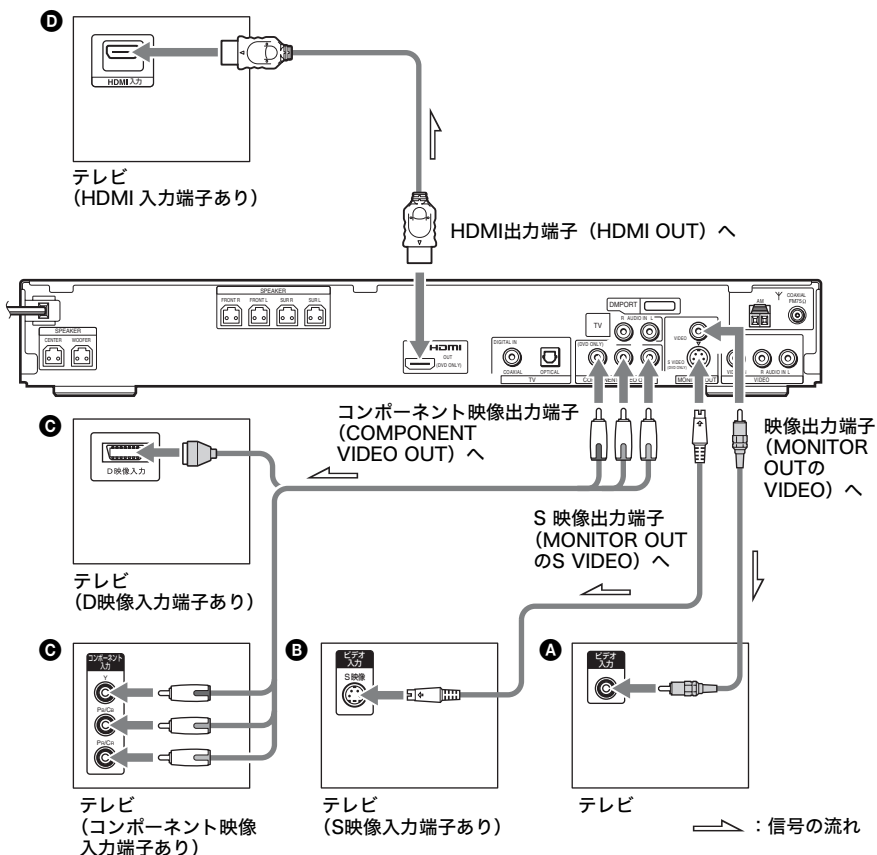 D
HDMI 入力
テレビ
（HDMI 入力端子あり）
HDMI出力端子（HDMI OUT）へ
SPEAKER
FRONT R FRONT L SUR R SUR L
SPEAKER
CENTER WOOFER
HDMI
OUT
(DVD ONLY)
DIGITAL IN
COAXIAL OPTICAL
TV
DMPORT
TV
R AUDIO IN L
(DVD ONLY)
VIDEO
S VIDEO
(DVD ONLY)
AM
COAXIAL
FM75Ω
R AUDIO IN L
VIDEO
コンポーネント映像出力端子
（COMPONENT
VIDEO OUT）へ
映像出力端子
（MONITOR
OUTの
VIDEO）へ
S 映像出力端子
（MONITOR OUT
のS VIDEO）へ
C
D映像入力
テレビ
（D映像入力端子あり）
C
コンポーネント
入力
Y
PB/CB
PR/CR
テレビ
（コンポーネント映像
入力端子あり）
B
ビデオ
入力
S映像
テレビ
（S映像入力端子あり）
A
ビデオ
入力
テレビ
：信号の流れ